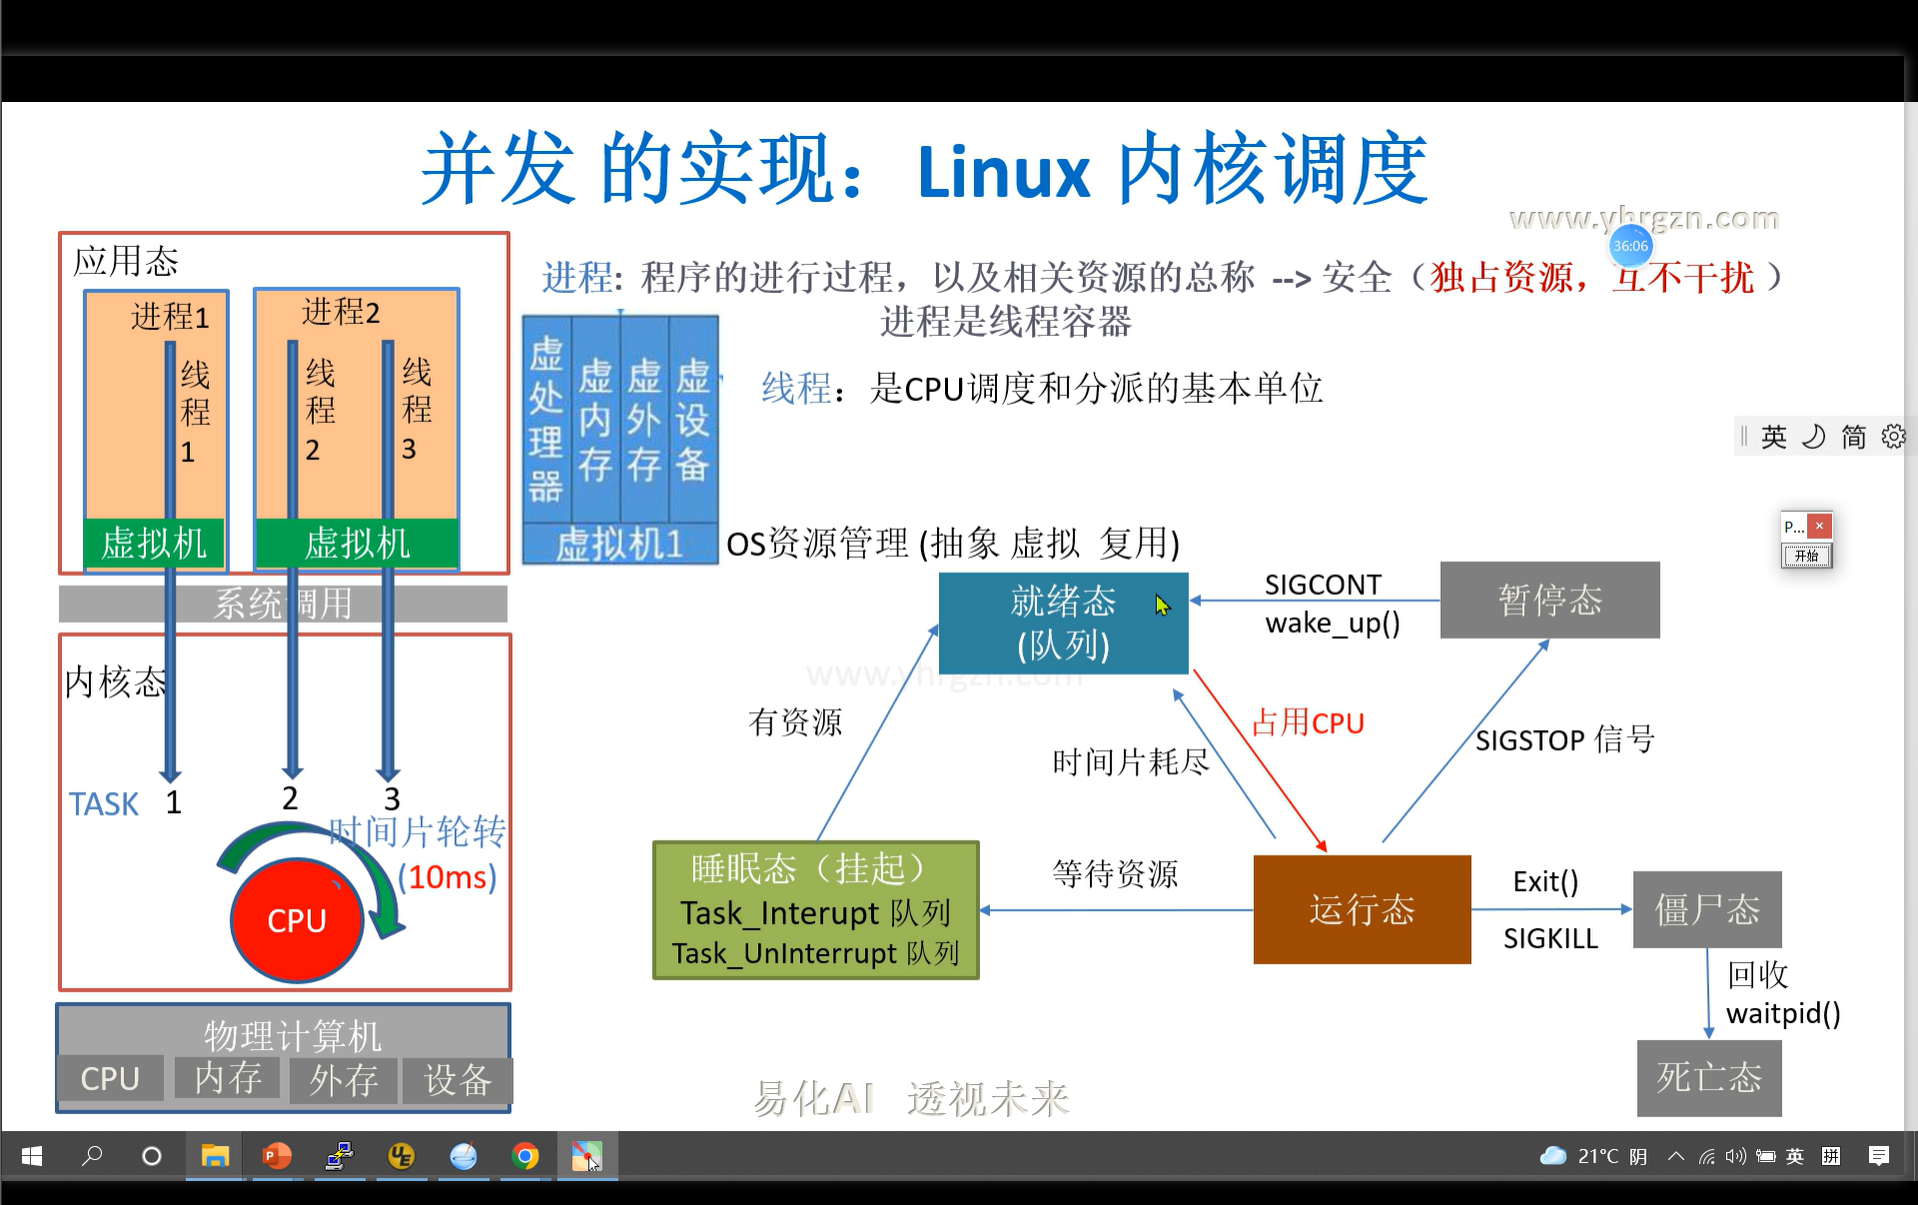 并发 的实现： Linux 内核调度
www.yhrgzn.com
36:06
应用态
进程1
线程1
进程2
线程2
线程3
虚拟机
虚拟机
系统调用
内核态
TASK 1 2 3
时间片轮转
(10ms)
CPU
物理计算机
CPU 内存 外存 设备
进程: 程序的进行过程，以及相关资源的总称 --> 安全（独占资源，互不干扰 ）
进程是线程容器
虚处理器
虚内存
虚外存
虚设备
虚拟机1
线程：是CPU调度和分派的基本单位
OS资源管理 (抽象 虚拟 复用)
就绪态
(队列)
SIGCONT
wake_up()
暂停态
www.yhrgzn.com
有资源
时间片耗尽
占用CPU
SIGSTOP 信号
睡眠态（挂起）
Task_Interupt 队列
Task_UnInterrupt 队列
等待资源
运行态
Exit()
SIGKILL
僵尸态
回收
waitpid()
死亡态
易化AI 透视未来
英 简
P...
开始
21°C 阴
英 拼